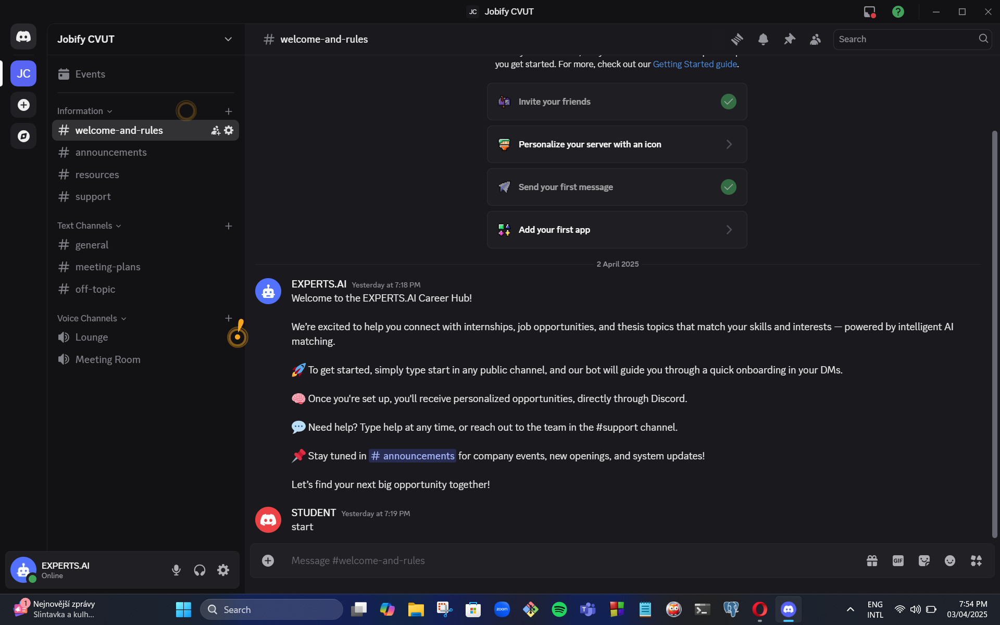 JC Jobify CVUT
Jobify CVUT
welcome-and-rules
Search
JC
Events
Information
welcome-and-rules
announcements
resources
support
Text Channels
general
meeting-plans
off-topic
Voice Channels
Lounge
Meeting Room
you get started. For more, check out our Getting Started guide.
Invite your friends
Personalize your server with an icon
Send your first message
Add your first app
2 April 2025
EXPERTS.AI Yesterday at 7:18 PM
Welcome to the EXPERTS.AI Career Hub!
We’re excited to help you connect with internships, job opportunities, and thesis topics that match your skills and interests — powered by intelligent AI
matching.
🚀 To get started, simply type start in any public channel, and our bot will guide you through a quick onboarding in your DMs.
🧠 Once you're set up, you'll receive personalized opportunities, directly through Discord.
💬 Need help? Type help at any time, or reach out to the team in the #support channel.
📌 Stay tuned in # announcements for company events, new openings, and system updates!
Let’s find your next big opportunity together!
STUDENT Yesterday at 7:19 PM
start
Message #welcome-and-rules
GIF
EXPERTS.AI
Online
1
Nejnovější zprávy
Slintavka a kulh...
Search
zoom
ENG
INTL
7:54 PM
03/04/2025